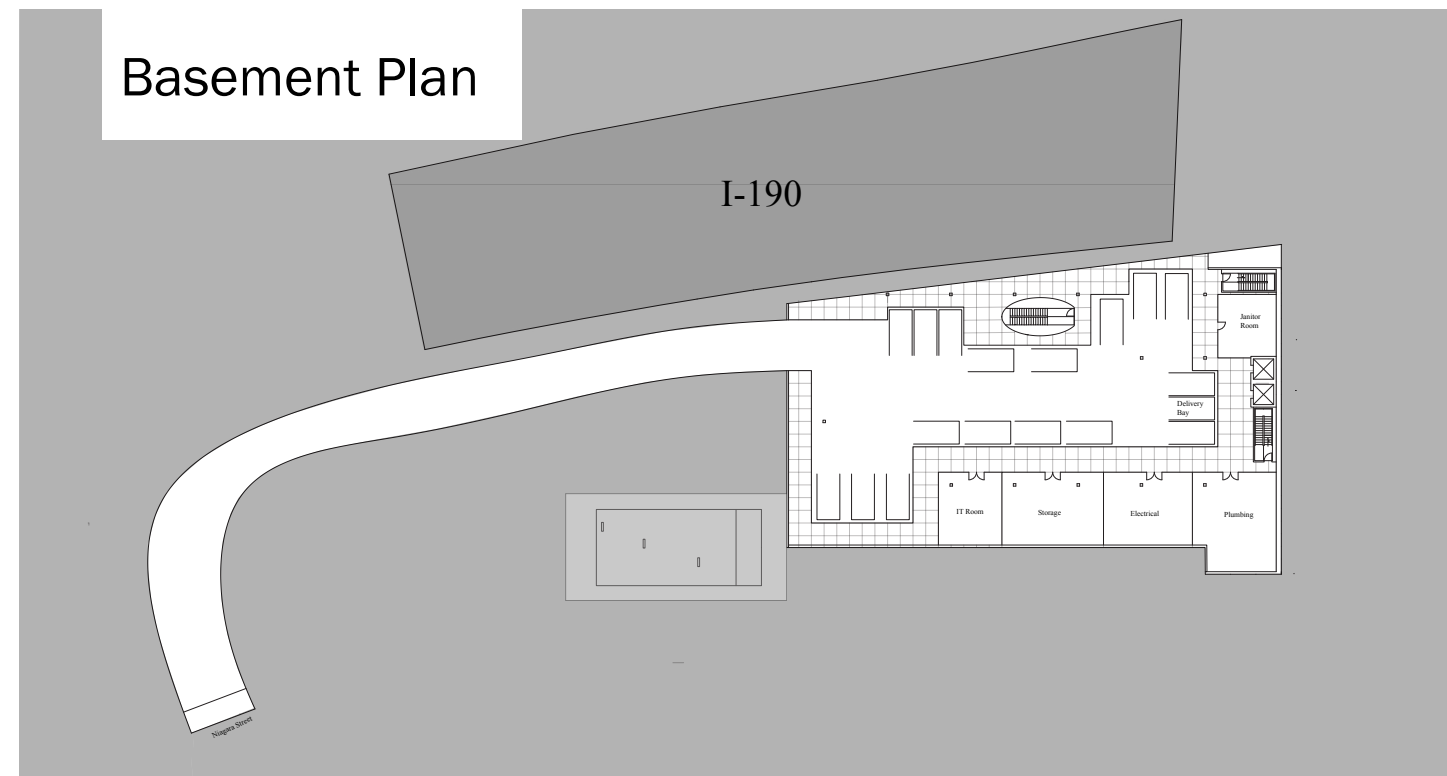 Basement Plan
I-190
Janitor
Room
Delivery
Bay
IT Room
Storage
Electrical
Plumbing
Niagara Street